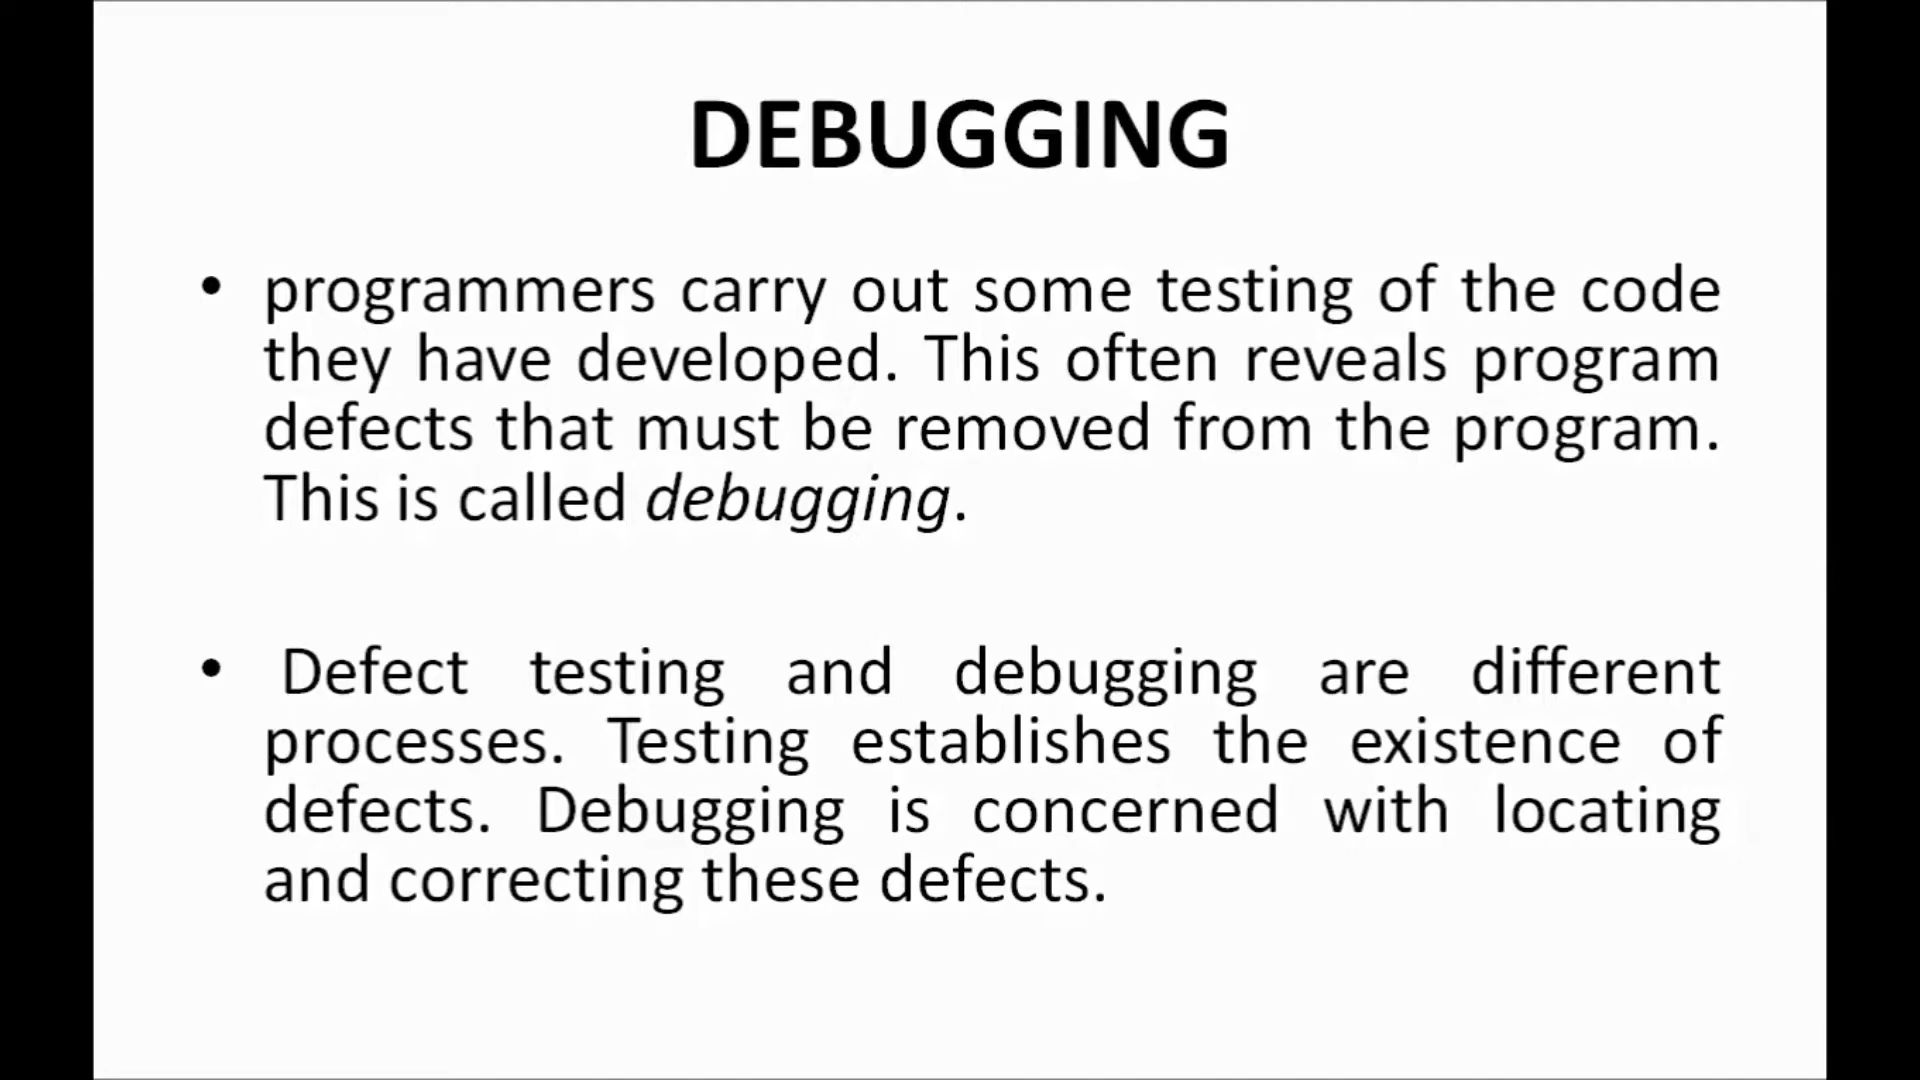 DEBUGGING
• programmers carry out some testing of the code
they have developed. This often reveals program
defects that must be removed from the program.
This is called debugging.
• Defect testing and debugging are different
processes. Testing establishes the existence of
defects. Debugging is concerned with locating
and correcting these defects.